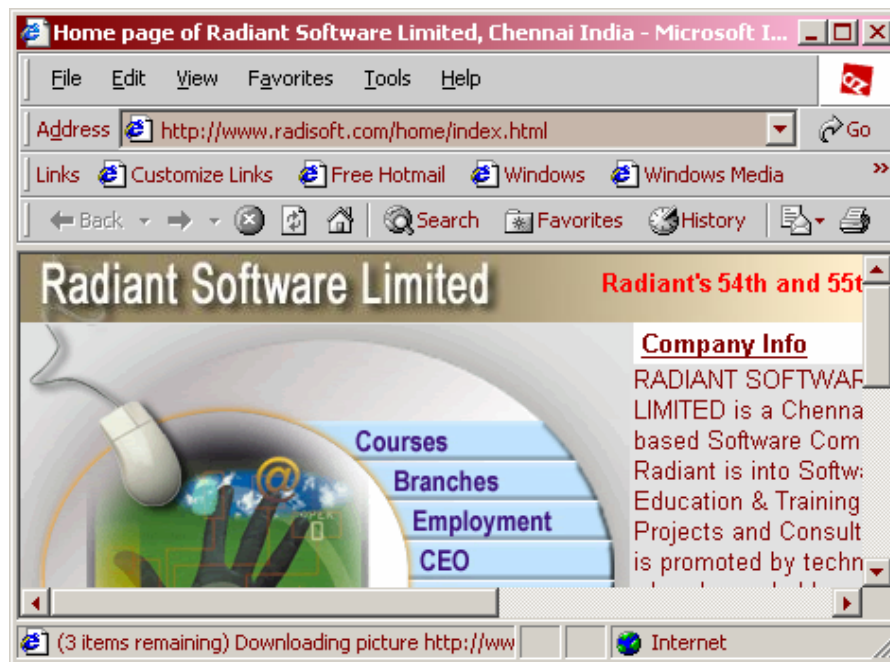 Home page of Radiant Software Limited, Chennai India - Microsoft I...
File Edit View Favorites Tools Help
Address http://www.radisoft.com/home/index.html Go
Links Customize Links Free Hotmail Windows Windows Media »
Back Search Favorites History
Radiant Software Limited Radiant's 54th and 55t
Company Info
RADIANT SOFTWAR
LIMITED is a Chenna
based Software Com
Radiant is into Softwa
Education & Training
Projects and Consult
is promoted by techn
Courses
Branches
Employment
CEO
@
(3 items remaining) Downloading picture http://ww Internet